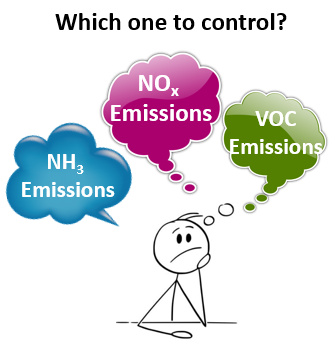 Which one to control?
NOx
Emissions
VOC
Emissions
NH3
Emissions